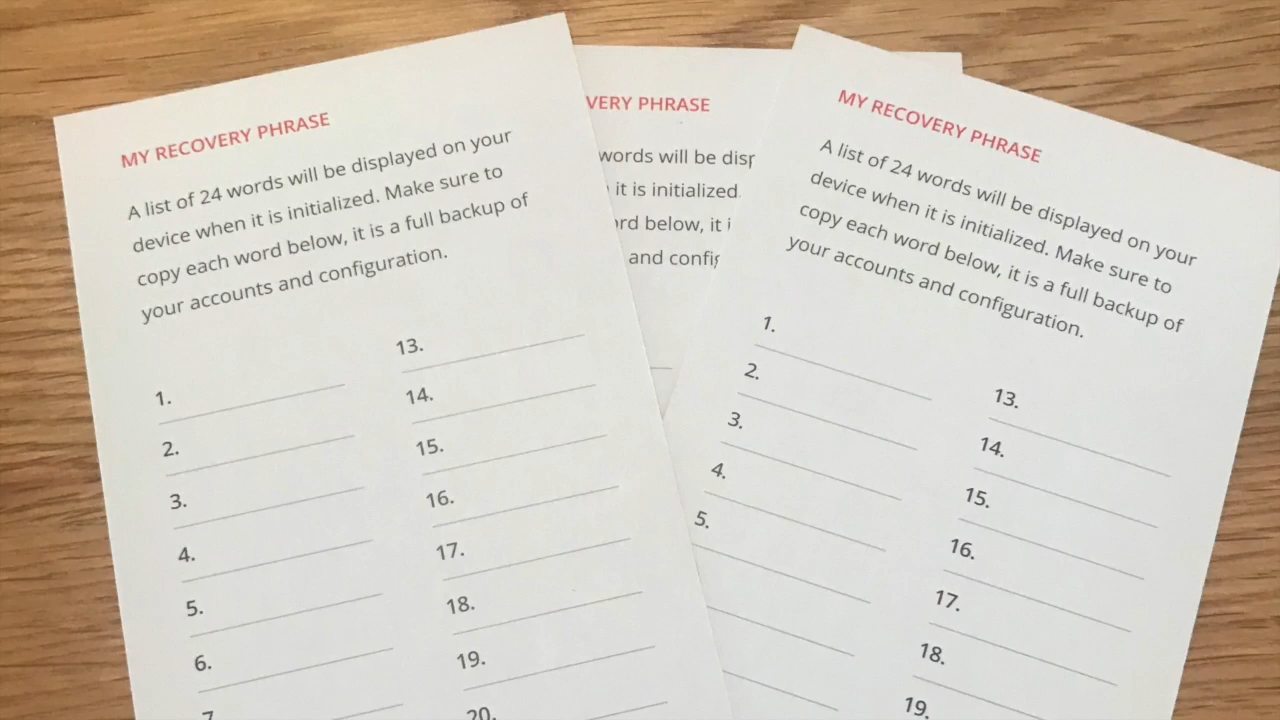 MY RECOVERY PHRASE
A list of 24 words will be displayed on your
device when it is initialized. Make sure to
copy each word below, it is a full backup of
your accounts and configuration.
1.
2.
3.
4.
5.
6.
7.
13.
14.
15.
16.
17.
18.
19.
20.
VERY PHRASE
words will be disp
it is initialized.
rd below, it i
and config
MY RECOVERY PHRASE
A list of 24 words will be displayed on your
device when it is initialized. Make sure to
copy each word below, it is a full backup of
your accounts and configuration.
1.
2.
3.
4.
5.
13.
14.
15.
16.
17.
18.
19.